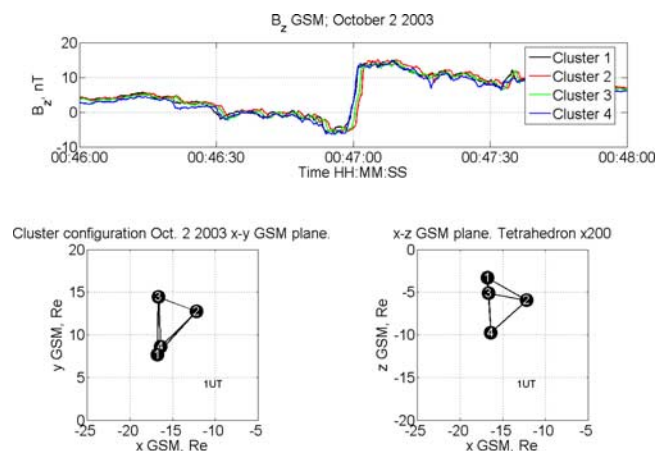 B_z GSM; October 2 2003
20
10
0
-10
B_z, nT
Cluster 1
Cluster 2
Cluster 3
Cluster 4
00:46:00 00:46:30 00:47:00 00:47:30 00:48:00
Time HH:MM:SS
Cluster configuration Oct. 2 2003 x-y GSM plane.
20
15
10
5
0
y GSM, Re
3
2
4
1
1UT
-25 -20 -15 -10 -5
x GSM, Re
x-z GSM plane. Tetrahedron x200
0
-5
-10
-15
-20
z GSM, Re
1
3
2
4
1UT
-25 -20 -15 -10 -5
x GSM, Re